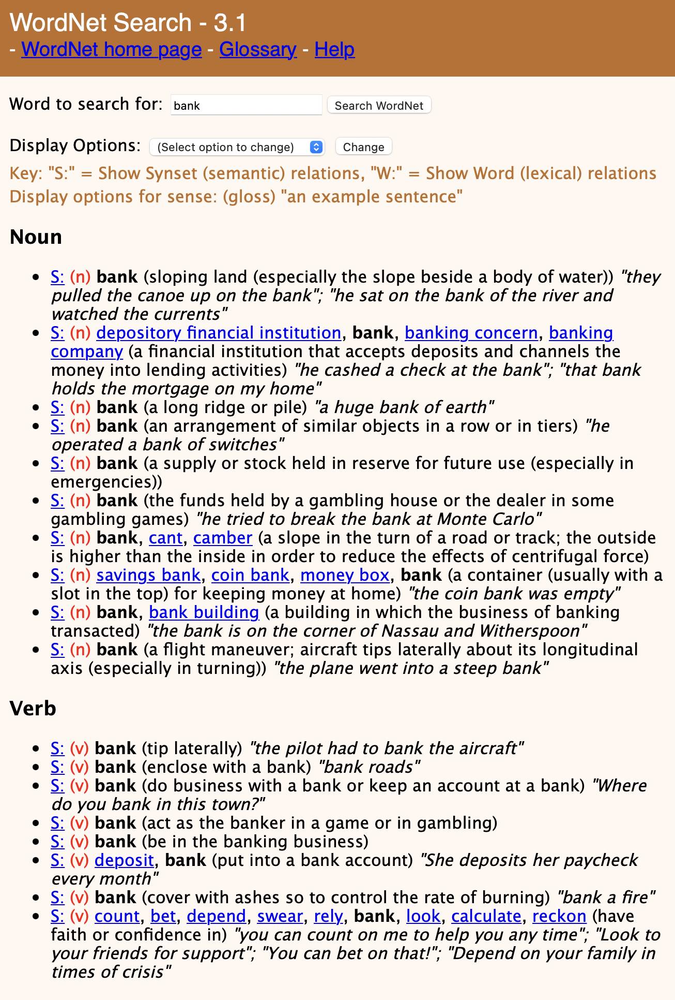 WordNet Search - 3.1
- WordNet home page - Glossary - Help
Word to search for: bank Search WordNet
Display Options: (Select option to change) Change
Key: "S:" = Show Synset (semantic) relations, "W:" = Show Word (lexical) relations
Display options for sense: (gloss) "an example sentence"
Noun
• S: (n) bank (sloping land (especially the slope beside a body of water)) "they
pulled the canoe up on the bank"; "he sat on the bank of the river and
watched the currents"
• S: (n) depository financial institution, bank, banking concern, banking
company (a financial institution that accepts deposits and channels the
money into lending activities) "he cashed a check at the bank"; "that bank
holds the mortgage on my home"
• S: (n) bank (a long ridge or pile) "a huge bank of earth"
• S: (n) bank (an arrangement of similar objects in a row or in tiers) "he
operated a bank of switches"
• S: (n) bank (a supply or stock held in reserve for future use (especially in
emergencies))
• S: (n) bank (the funds held by a gambling house or the dealer in some
gambling games) "he tried to break the bank at Monte Carlo"
• S: (n) bank, cant, camber (a slope in the turn of a road or track; the outside
is higher than the inside in order to reduce the effects of centrifugal force)
• S: (n) savings bank, coin bank, money box, bank (a container (usually with a
slot in the top) for keeping money at home) "the coin bank was empty"
• S: (n) bank, bank building (a building in which the business of banking
transacted) "the bank is on the corner of Nassau and Witherspoon"
• S: (n) bank (a flight maneuver; aircraft tips laterally about its longitudinal
axis (especially in turning)) "the plane went into a steep bank"
Verb
• S: (v) bank (tip laterally) "the pilot had to bank the aircraft"
• S: (v) bank (enclose with a bank) "bank roads"
• S: (v) bank (do business with a bank or keep an account at a bank) "Where
do you bank in this town?"
• S: (v) bank (act as the banker in a game or in gambling)
• S: (v) bank (be in the banking business)
• S: (v) deposit, bank (put into a bank account) "She deposits her paycheck
every month"
• S: (v) bank (cover with ashes so to control the rate of burning) "bank a fire"
• S: (v) count, bet, depend, swear, rely, bank, look, calculate, reckon (have
faith or confidence in) "you can count on me to help you any time"; "Look to
your friends for support"; "You can bet on that!"; "Depend on your family in
times of crisis"